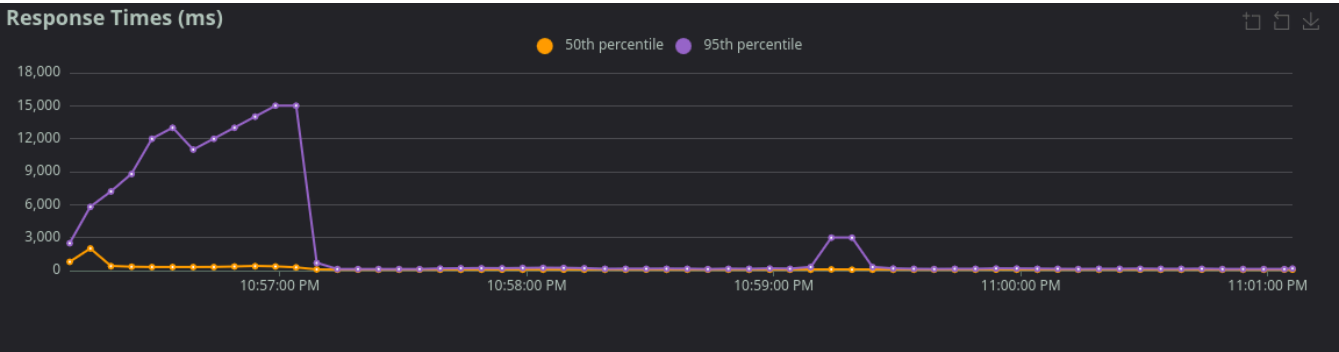 Response Times (ms)
50th percentile 95th percentile
18,000
15,000
12,000
9,000
6,000
3,000
0
10:57:00 PM 10:58:00 PM 10:59:00 PM 11:00:00 PM 11:01:00 PM